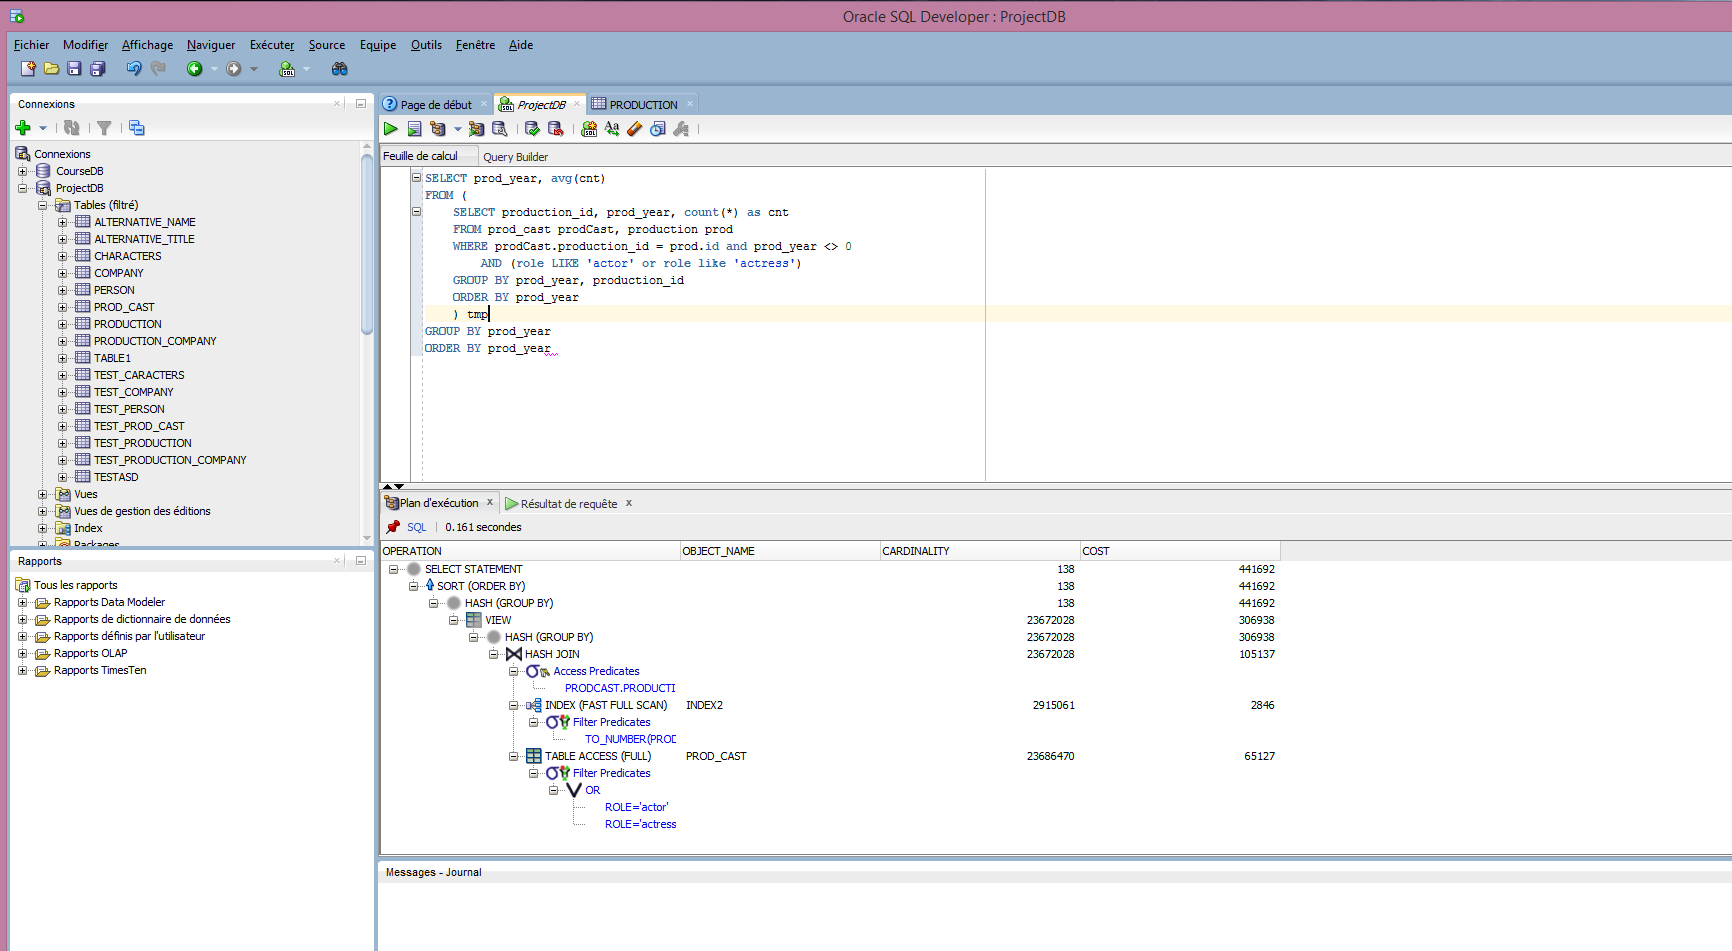 Oracle SQL Developer : ProjectDB
Fichier Modifier Affichage Naviguer Exécuter Source Equipe Outils Fenêtre Aide
Connexions
Connexions
CourseDB
ProjectDB
Tables (filtré)
ALTERNATIVE_NAME
ALTERNATIVE_TITLE
CHARACTERS
COMPANY
PERSON
PROD_CAST
PRODUCTION
PRODUCTION_COMPANY
TABLE1
TEST_CARACTERS
TEST_COMPANY
TEST_PERSON
TEST_PROD_CAST
TEST_PRODUCTION
TEST_PRODUCTION_COMPANY
TESTASD
Vues
Vues de gestion des éditions
Index
Packages
Rapports
Tous les rapports
Rapports Data Modeler
Rapports de dictionnaire de données
Rapports définis par l'utilisateur
Rapports OLAP
Rapports TimesTen
Page de début ProjectDB PRODUCTION
Feuille de calcul Query Builder
SELECT prod_year, avg(cnt)
FROM (
SELECT production_id, prod_year, count(*) as cnt
FROM prod_cast prodCast, production prod
WHERE prodCast.production_id = prod.id and prod_year <> 0
AND (role LIKE 'actor' or role like 'actress')
GROUP BY prod_year, production_id
ORDER BY prod_year
) tmp
GROUP BY prod_year
ORDER BY prod_year
Plan d'exécution Résultat de requête
SQL 0.161 secondes
OPERATION OBJECT_NAME CARDINALITY COST
SELECT STATEMENT 138 441692
SORT (ORDER BY) 138 441692
HASH (GROUP BY) 138 441692
VIEW 23672028 306938
HASH (GROUP BY) 23672028 306938
HASH JOIN 23672028 105137
Access Predicates
PRODCAST.PRODUCTI
INDEX (FAST FULL SCAN) INDEX2 2915061 2846
Filter Predicates
TO_NUMBER(PROD
TABLE ACCESS (FULL) PROD_CAST 23686470 65127
Filter Predicates
OR
ROLE='actor'
ROLE='actress
Messages - Journal